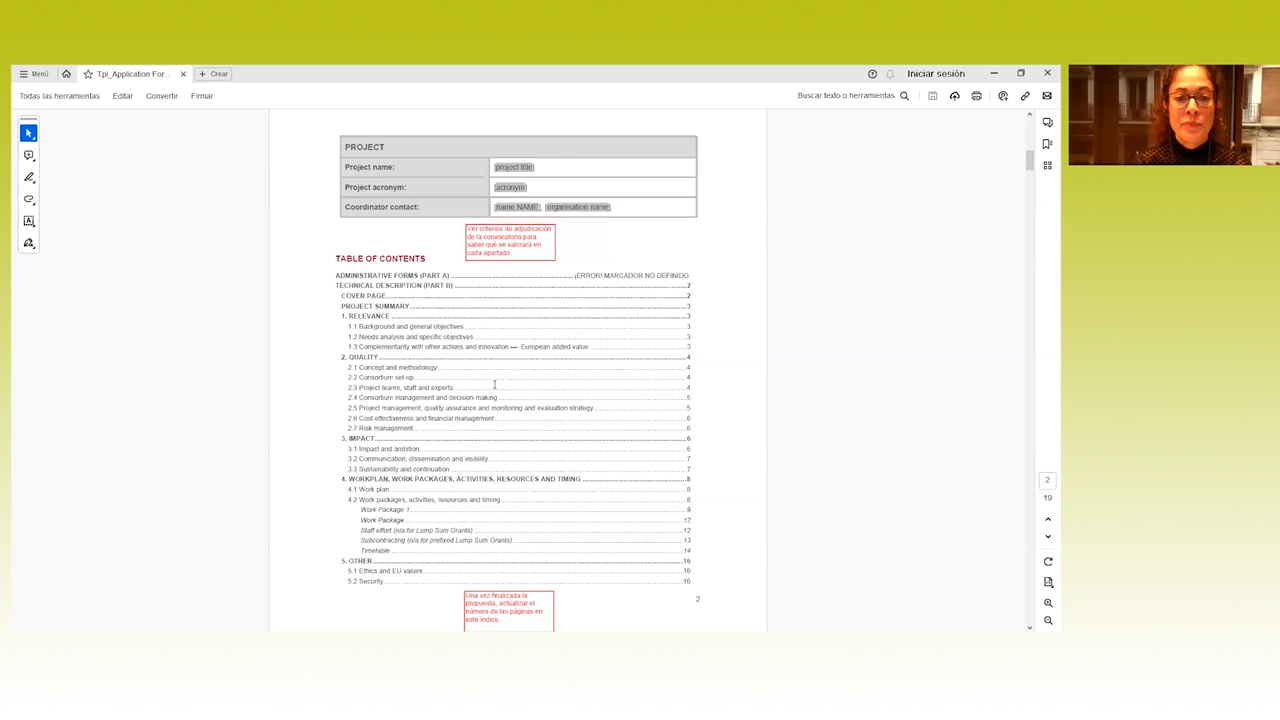 Menú
Tpl_Application For...
Crear
Iniciar sesión
Todas las herramientas
Editar
Convertir
Firmar
Buscar texto o herramientas
PROJECT
Project name: [project title]
Project acronym: [acronym]
Coordinator contact: [name NAME], [organisation name]
Ver criterios de adjudicación
de la convocatoria para
saber qué se valorará en
cada apartado
TABLE OF CONTENTS
ADMINISTRATIVE FORMS (PART A) ... ¡ERROR! MARCADOR NO DEFINIDO.
TECHNICAL DESCRIPTION (PART B) ... 2
COVER PAGE ... 2
PROJECT SUMMARY ... 3
1. RELEVANCE ... 3
1.1 Background and general objectives ... 3
1.2 Needs analysis and specific objectives ... 3
1.3 Complementarity with other actions and innovation — European added value ... 3
2. QUALITY ... 4
2.1 Concept and methodology ... 4
2.2 Consortium set-up ... 4
2.3 Project teams, staff and experts ... 4
2.4 Consortium management and decision-making ... 5
2.5 Project management, quality assurance and monitoring and evaluation strategy ... 5
2.6 Cost effectiveness and financial management ... 6
2.7 Risk management ... 6
3. IMPACT ... 6
3.1 Impact and ambition ... 6
3.2 Communication, dissemination and visibility ... 7
3.3 Sustainability and continuation ... 7
4. WORKPLAN, WORK PACKAGES, ACTIVITIES, RESOURCES AND TIMING ... 8
4.1 Work plan ... 8
4.2 Work packages, activities, resources and timing ... 8
Work Package 1 ... 9
Work Package ... 12
Staff effort (n/a for Lump Sum Grants) ... 12
Subcontracting (n/a for prefixed Lump Sum Grants) ... 13
Timetable ... 14
5. OTHER ... 16
5.1 Ethics and EU values ... 16
5.2 Security ... 16
2
Una vez finalizada la
propuesta, actualizar el
número de las páginas en
este índice.
2
19